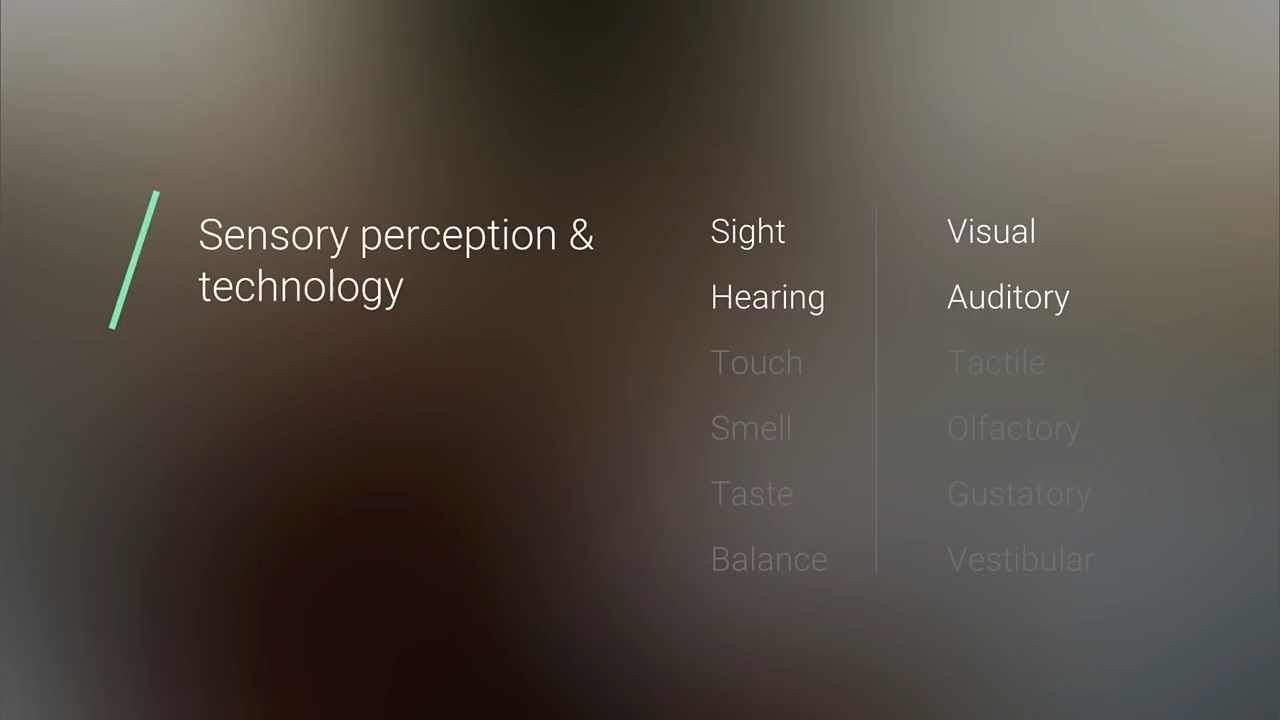 Sensory perception &
technology
Sight
Visual
Hearing
Auditory
Touch
Tactile
Smell
Olfactory
Taste
Gustatory
Balance
Vestibular